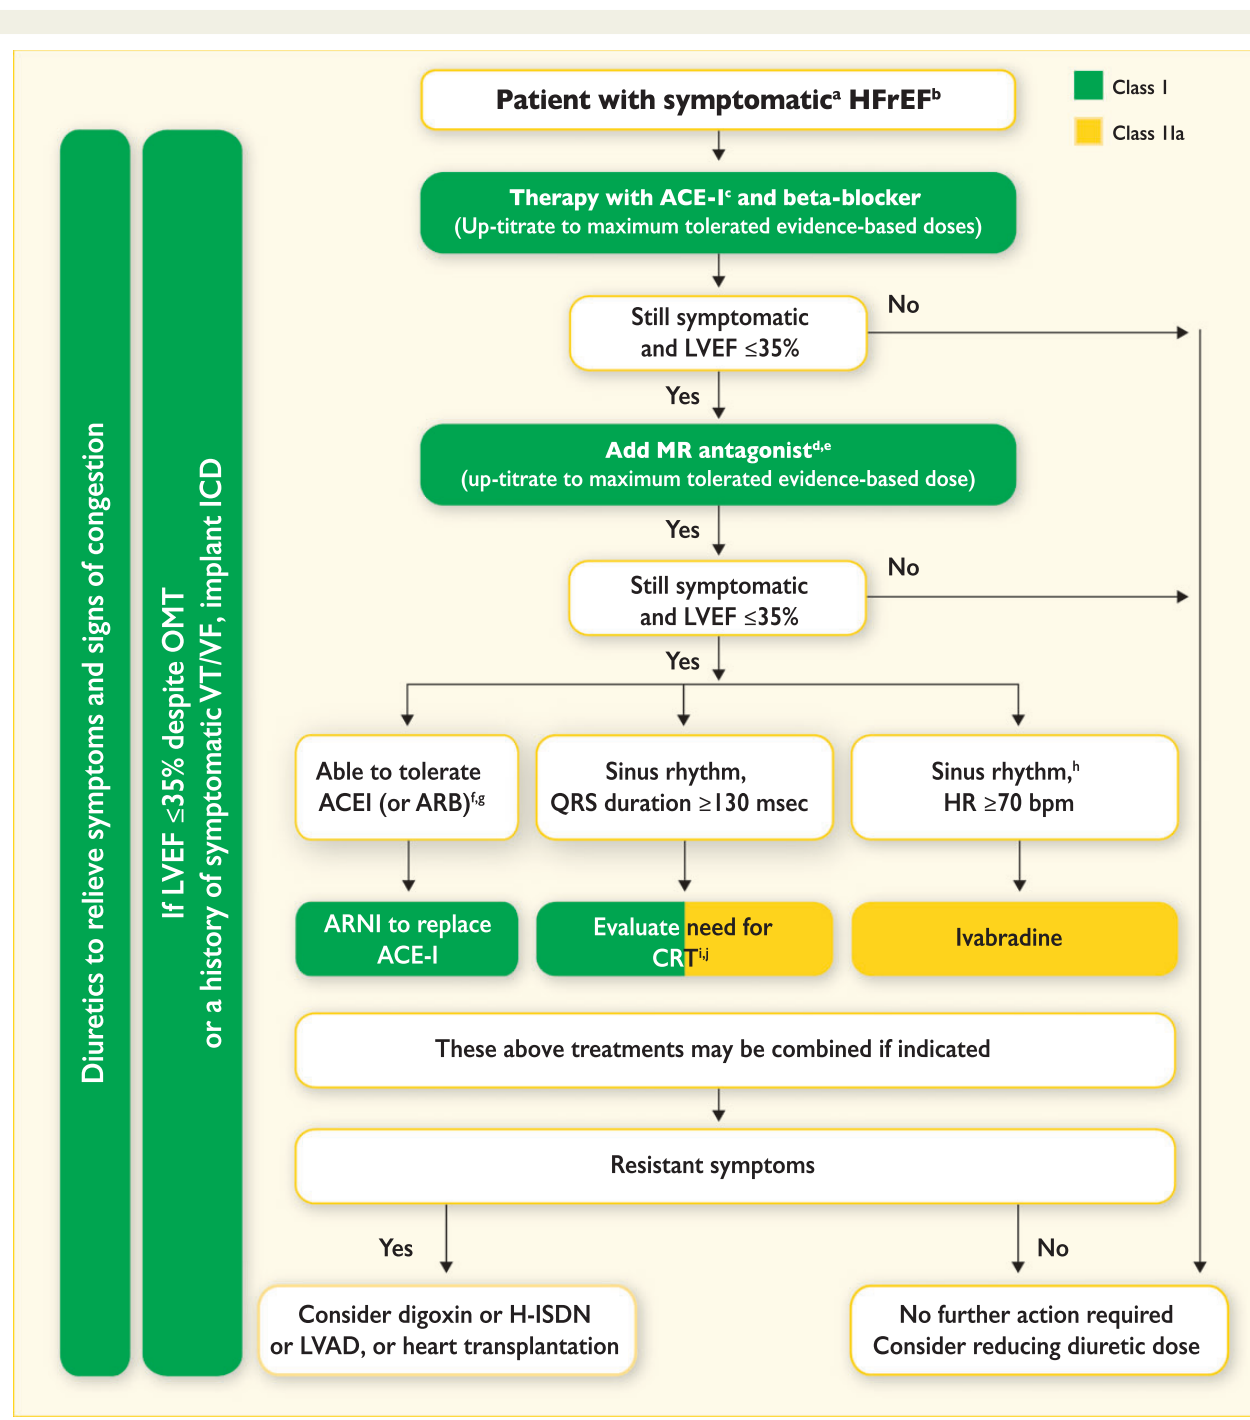 Patient with symptomaticᵃ HFrEFᵇ
Class I
Class IIa
Therapy with ACE-Iᶜ and beta-blocker
(Up-titrate to maximum tolerated evidence-based doses)
Still symptomatic
and LVEF ≤35%
No
Yes
Add MR antagonistᵈ,ᵉ
(up-titrate to maximum tolerated evidence-based dose)
Yes
Still symptomatic
and LVEF ≤35%
No
Yes
Able to tolerate
ACEI (or ARB)ᶠ,ᵍ
Sinus rhythm,
QRS duration ≥130 msec
Sinus rhythm,ʰ
HR ≥70 bpm
ARNI to replace
ACE-I
Evaluate need for
CRTⁱ,ʲ
Ivabradine
These above treatments may be combined if indicated
Resistant symptoms
Yes
No
Consider digoxin or H-ISDN
or LVAD, or heart transplantation
No further action required
Consider reducing diuretic dose
Diuretics to relieve symptoms and signs of congestion
If LVEF ≤35% despite OMT
or a history of symptomatic VT/VF, implant ICD